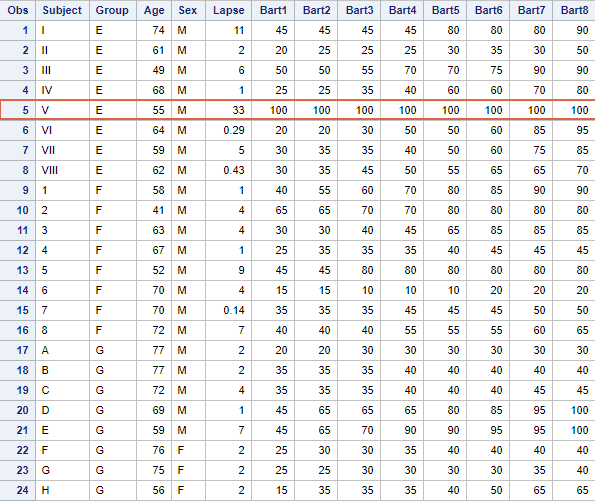 Obs Subject Group Age Sex Lapse Bart1 Bart2 Bart3 Bart4 Bart5 Bart6 Bart7 Bart8
1 I E 74 M 11 45 45 45 45 80 80 80 90
2 II E 61 M 2 20 25 25 25 30 35 30 50
3 III E 49 M 6 50 50 55 70 70 75 90 90
4 IV E 68 M 1 25 25 35 40 60 60 70 80
5 V E 55 M 33 100 100 100 100 100 100 100 100
6 VI E 64 M 0.29 20 20 30 50 50 60 85 95
7 VII E 59 M 5 30 35 35 40 50 60 75 85
8 VIII E 62 M 0.43 30 35 45 50 55 65 65 70
9 1 F 58 M 1 40 55 60 70 80 85 90 90
10 2 F 41 M 4 65 65 70 70 80 80 80 80
11 3 F 63 M 4 30 30 40 45 65 85 85 85
12 4 F 67 M 1 25 35 35 35 40 45 45 45
13 5 F 52 M 9 45 45 80 80 80 80 80 80
14 6 F 70 M 4 15 15 10 10 10 20 20 20
15 7 F 70 M 0.14 35 35 35 45 45 45 50 50
16 8 F 72 M 7 40 40 40 55 55 55 60 65
17 A G 77 M 2 20 20 30 30 30 30 30 30
18 B G 77 M 2 35 35 35 40 40 40 40 40
19 C G 72 M 4 35 35 35 40 40 40 45 45
20 D G 69 M 1 45 65 65 65 80 85 95 100
21 E G 59 M 7 45 65 70 90 90 95 95 100
22 F G 76 F 2 25 30 30 35 40 40 40 40
23 G G 75 F 2 25 25 30 30 30 30 35 40
24 H G 56 F 2 15 35 35 35 40 50 65 65